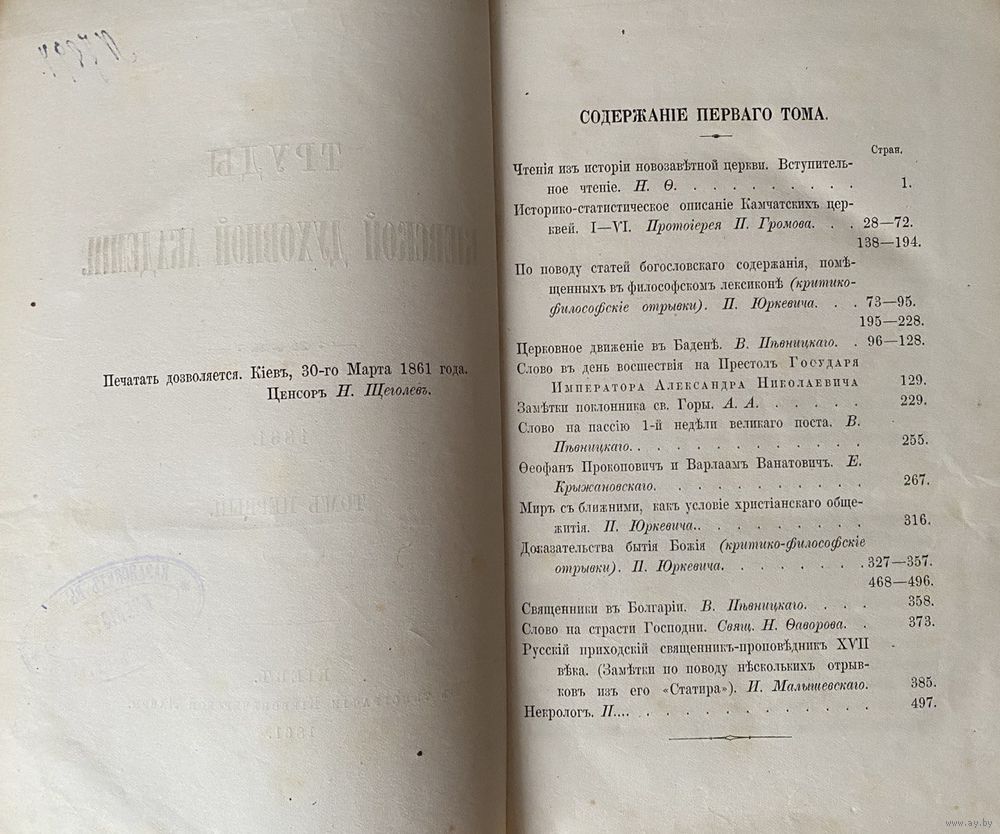 Печатать дозволяется. Кіевъ, 30-го Марта 1861 года.
Ценсоръ Н. Щеголевъ.
СОДЕРЖАНІЕ ПЕРВАГО ТОМА.
Стран.
Чтенія изъ исторіи новозавѣтной церкви. Вступитель-
ное чтеніе. Н. Ѳ. . . . . . . . . . 1.
Историко-статистическое описаніе Камчатскихъ цер-
квей. I—VI. Протоіерея П. Громова. . . 28—72.
138—194.
По поводу статей богословскаго содержанія, помѣ-
щенныхъ въ философскомъ лексиконѣ (критико-
философскіе отрывки). П. Юркевича. . . 73—95.
195—228.
Церковное движеніе въ Баденѣ. В. Пѣвницкаго. . 96—128.
Слово въ день восшествія на Престолъ Государя
Императора Александра Николаевича 129.
Замѣтки поклонника св. Горы. А. А. . . . . . 229.
Слово на пассію 1-й недѣли великаго поста. В.
Пѣвницкаго. . . . . . . . . . . . 255.
Ѳеофанъ Прокоповичъ и Варлаамъ Ванатовичъ. Е.
Крыжановскаго. . . . . . . . . . . 267.
Миръ съ ближними, какъ условіе христіанскаго обще-
житія. П. Юркевича. . . . . . . . . 316.
Доказательства бытія Божія (критико-философскіе
отрывки). П. Юркевича. . . . . . . . 327—357.
468—496.
Священники въ Болгаріи. В. Пѣвницкаго. . . . 358.
Слово на страсти Господни. Свящ. Н. Ѳаворова. . 373.
Русскій приходскій священникъ-проповѣдникъ XVII
вѣка. (Замѣтки по поводу нѣсколькихъ отрыв-
ковъ изъ его «Статира»). И. Малышевскаго. 385.
Некрологъ. П.... . . . . . . . . . . . 497.
www.ay.by